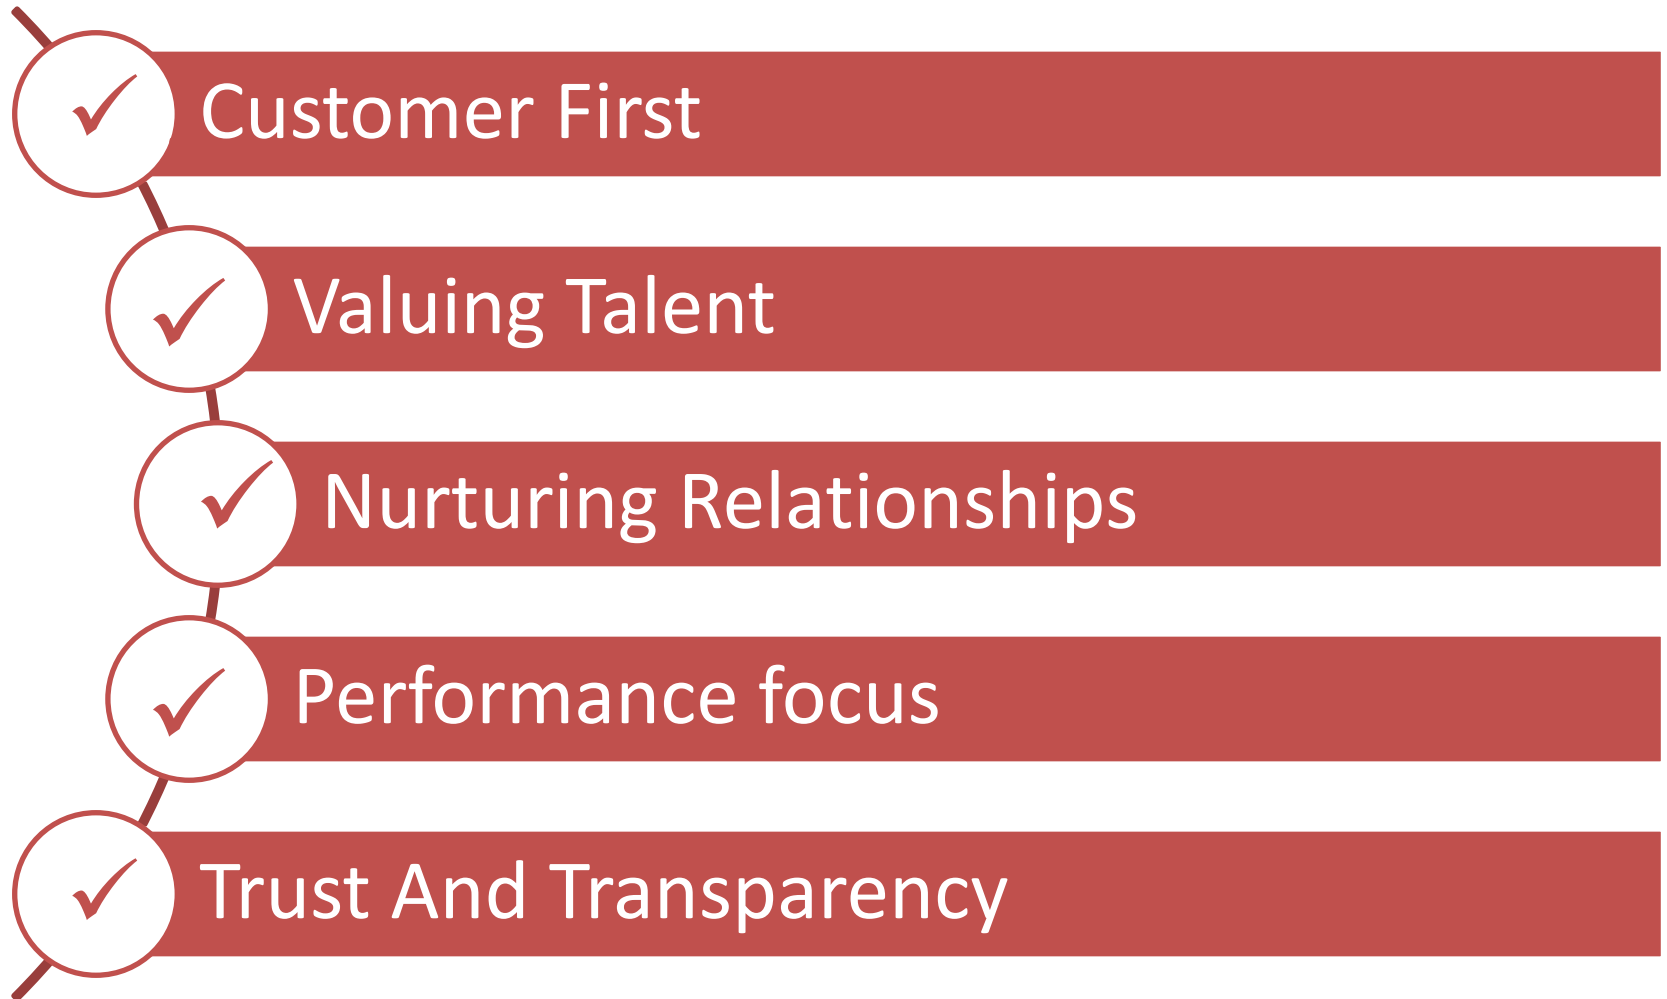 Customer First
Valuing Talent
Nurturing Relationships
Performance focus
Trust And Transparency